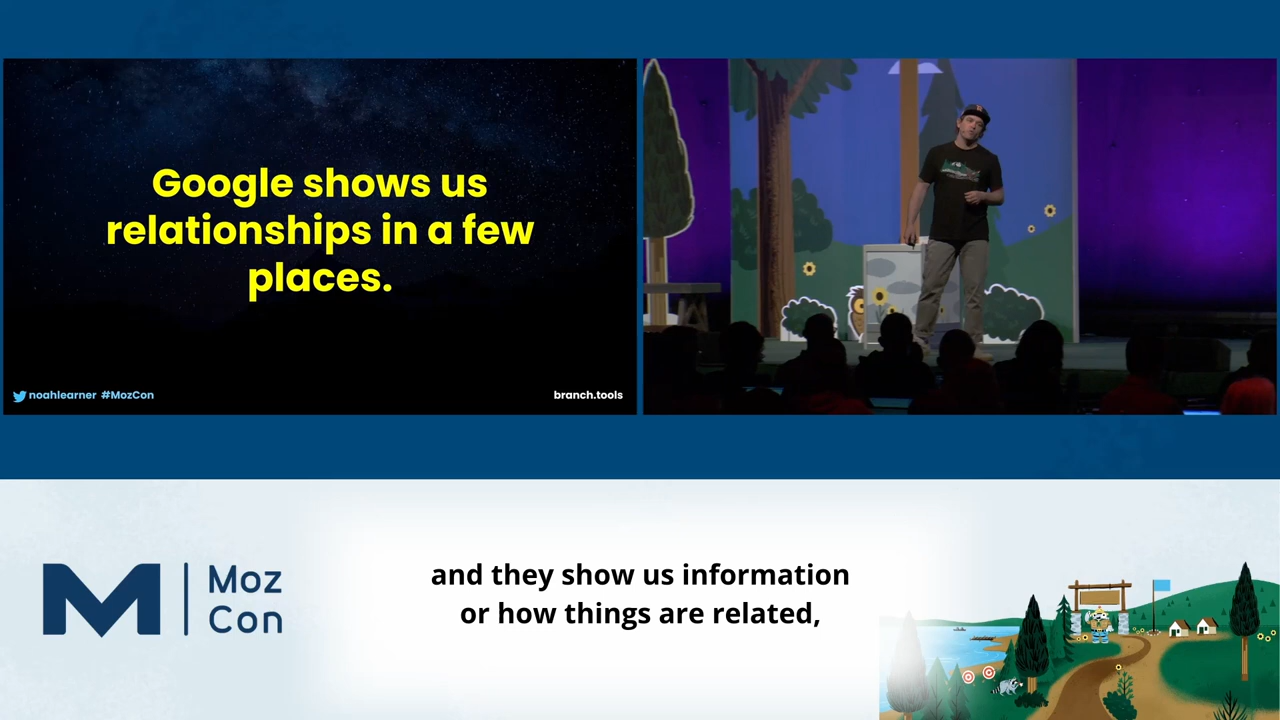 Google shows us
relationships in a few
places.
noahlearner #MozCon
branch.tools
Moz
Con
and they show us information
or how things are related,